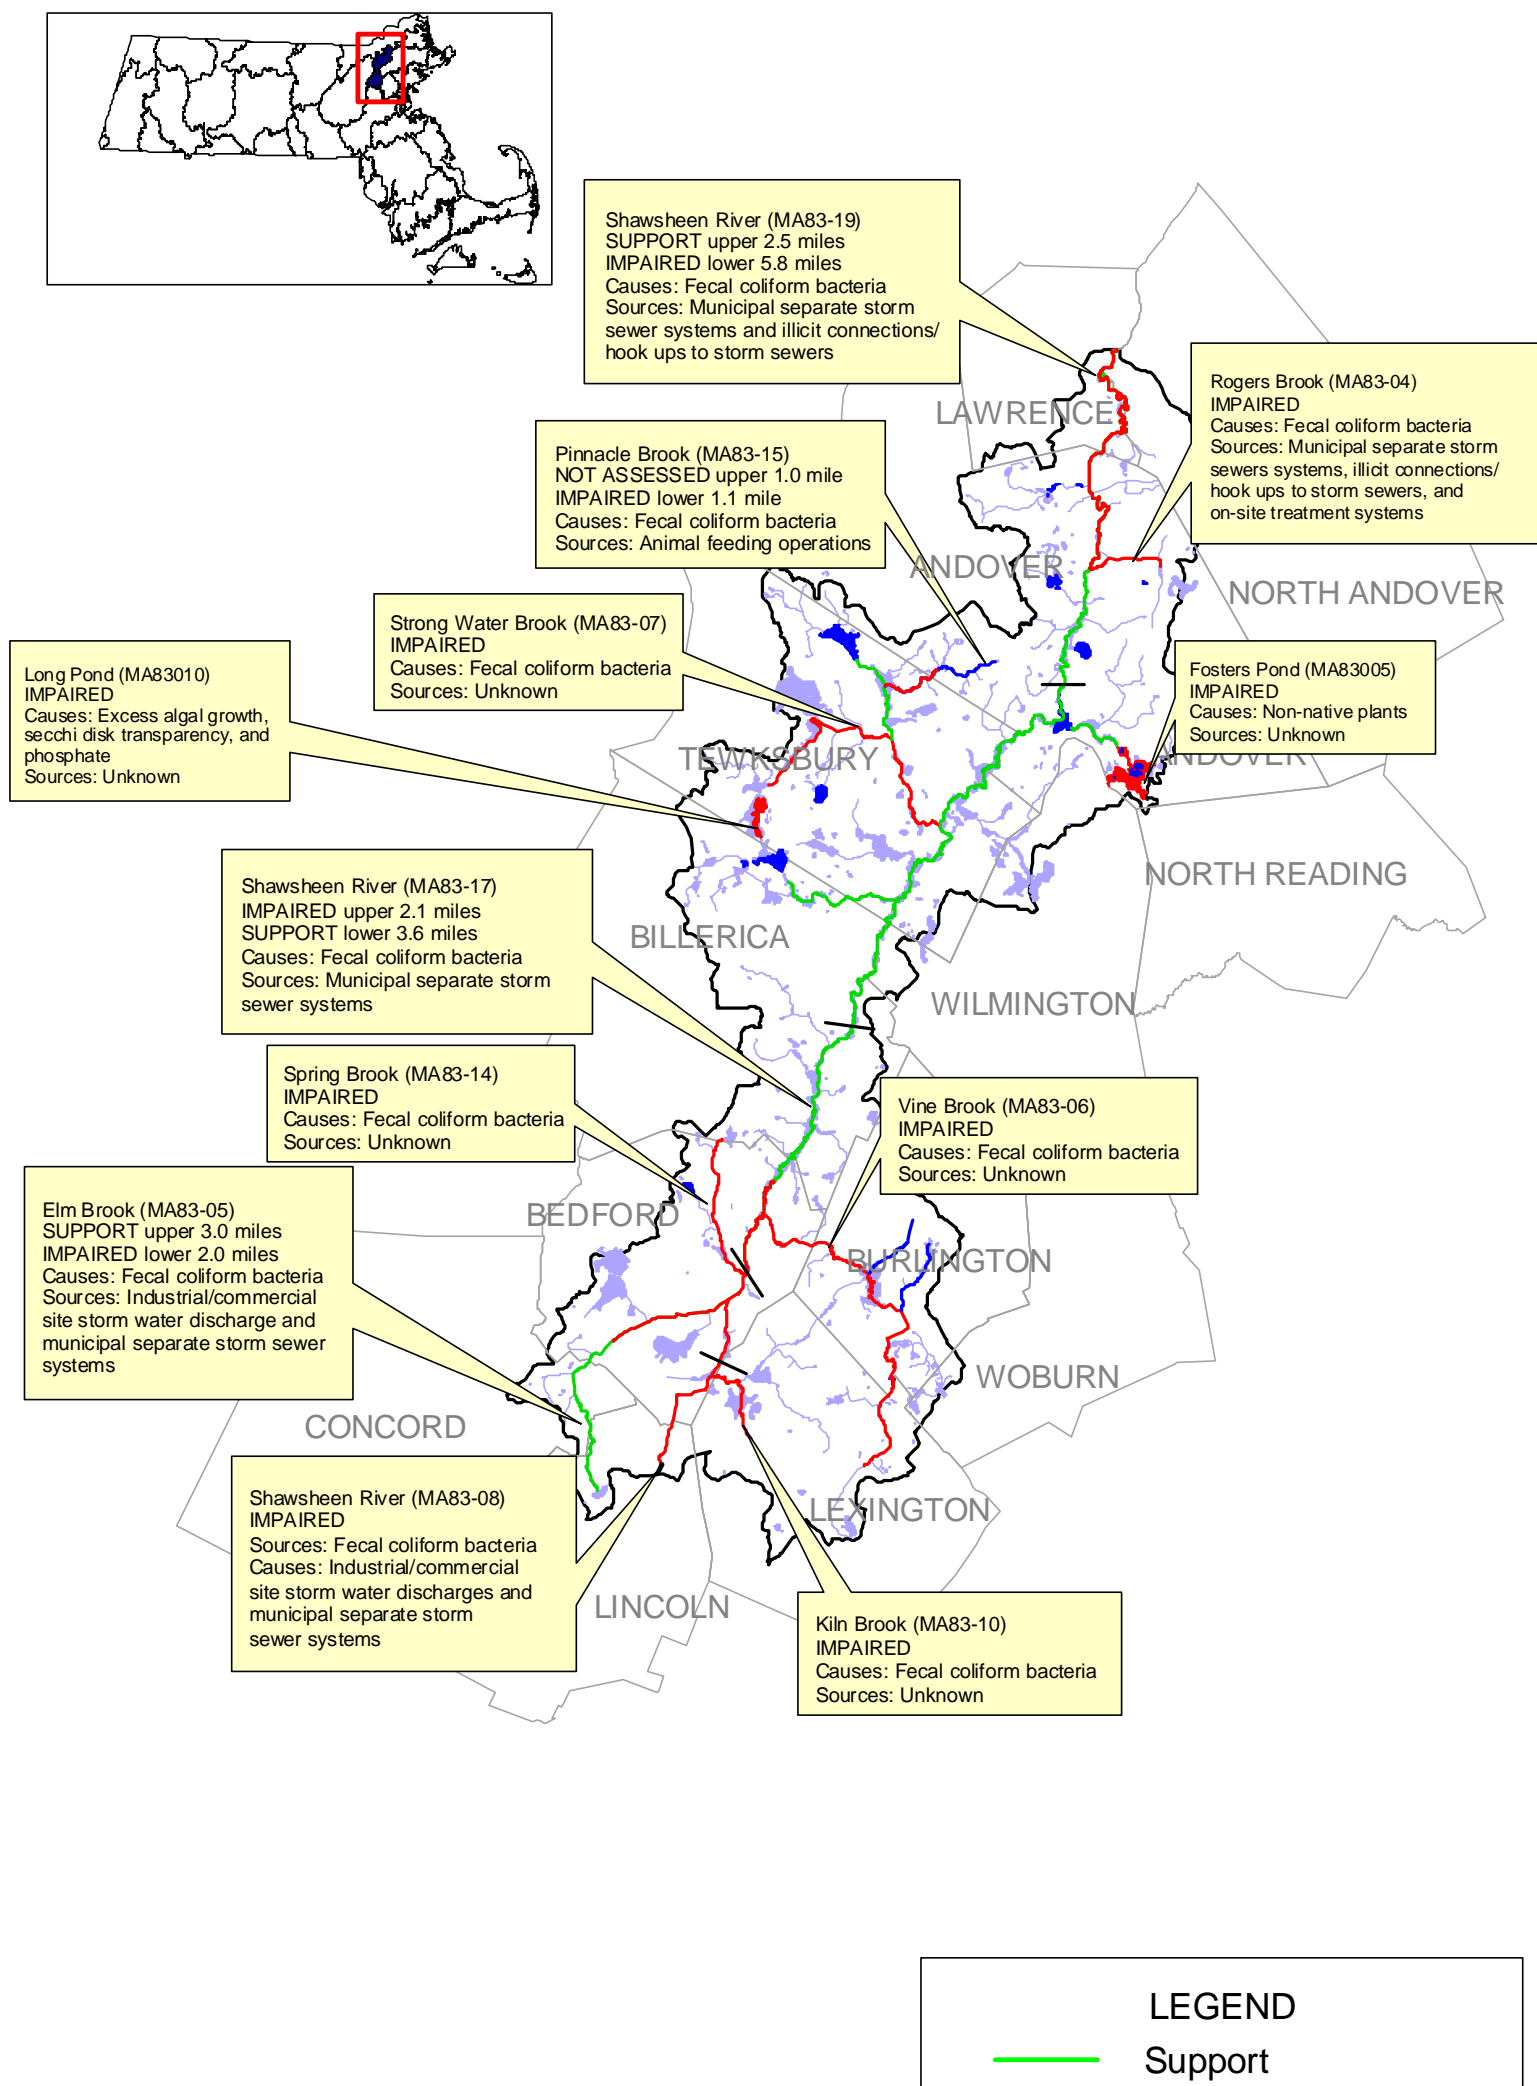 Shawsheen River (MA83-19)
SUPPORT upper 2.5 miles
IMPAIRED lower 5.8 miles
Causes: Fecal coliform bacteria
Sources: Municipal separate storm
sewer systems and illicit connections/
hook ups to storm sewers
Rogers Brook (MA83-04)
IMPAIRED
Causes: Fecal coliform bacteria
Sources: Municipal separate storm
sewers systems, illicit connections/
hook ups to storm sewers, and
on-site treatment systems
LAWRENCE
Pinnacle Brook (MA83-15)
NOT ASSESSED upper 1.0 mile
IMPAIRED lower 1.1 mile
Causes: Fecal coliform bacteria
Sources: Animal feeding operations
ANDOVER
NORTH ANDOVER
Strong Water Brook (MA83-07)
IMPAIRED
Causes: Fecal coliform bacteria
Sources: Unknown
Long Pond (MA83010)
IMPAIRED
Causes: Excess algal growth,
secchi disk transparency, and
phosphate
Sources: Unknown
Fosters Pond (MA83005)
IMPAIRED
Causes: Non-native plants
Sources: Unknown
TEWKSBURY
ANDOVER
NORTH READING
Shawsheen River (MA83-17)
IMPAIRED upper 2.1 miles
SUPPORT lower 3.6 miles
Causes: Fecal coliform bacteria
Sources: Municipal separate storm
sewer systems
BILLERICA
WILMINGTON
Spring Brook (MA83-14)
IMPAIRED
Causes: Fecal coliform bacteria
Sources: Unknown
Vine Brook (MA83-06)
IMPAIRED
Causes: Fecal coliform bacteria
Sources: Unknown
Elm Brook (MA83-05)
SUPPORT upper 3.0 miles
IMPAIRED lower 2.0 miles
Causes: Fecal coliform bacteria
Sources: Industrial/commercial
site storm water discharge and
municipal separate storm sewer
systems
BEDFORD
BURLINGTON
WOBURN
CONCORD
LEXINGTON
Shawsheen River (MA83-08)
IMPAIRED
Sources: Fecal coliform bacteria
Causes: Industrial/commercial
site storm water discharges and
municipal separate storm
sewer systems
LINCOLN
Kiln Brook (MA83-10)
IMPAIRED
Causes: Fecal coliform bacteria
Sources: Unknown
LEGEND
Support